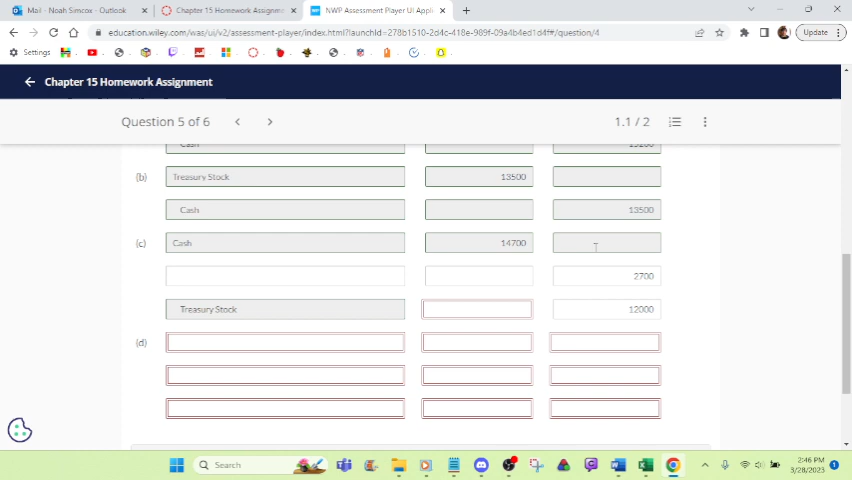 Mail - Noah Simcox - Outlook
Chapter 15 Homework Assignm
NWP Assessment Player UI Appli
education.wiley.com/was/ui/v2/assessment-player/index.html?launchId=278b1510-2d4c-418e-989f-09a4b4ed1d4f#/question/4
Update
Settings
Chapter 15 Homework Assignment
Question 5 of 6
1.1 / 2
Cash
(b) Treasury Stock 13500
Cash 13500
(c) Cash 14700
2700
Treasury Stock 12000
(d)
Search
2:46 PM
3/28/2023